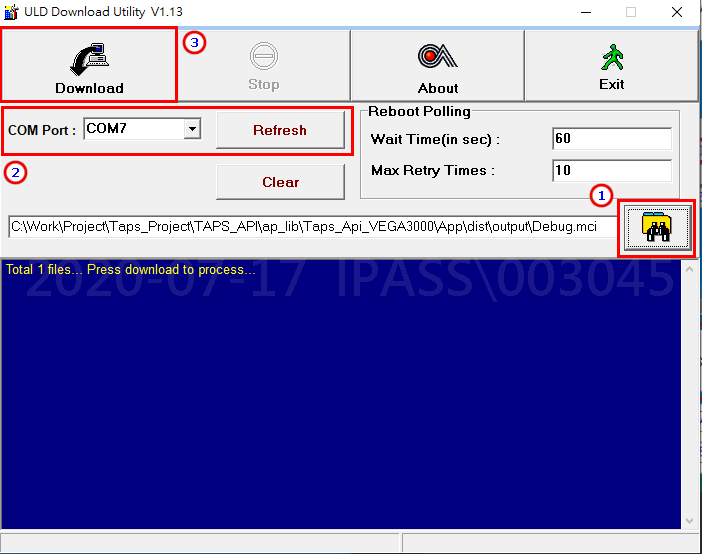 ULD Download Utility V1.13
Download
3
Stop
About
Exit
COM Port :
COM7
Refresh
2
Clear
Reboot Polling
Wait Time(in sec) :
60
Max Retry Times :
10
1
C:\Work\Project\Taps_Project\TAPS_API\ap_lib\Taps_Api_VEGA3000\App\dist\output\Debug.mci
Total 1 files... Press download to process...
2020-07-17 IPASS\003045